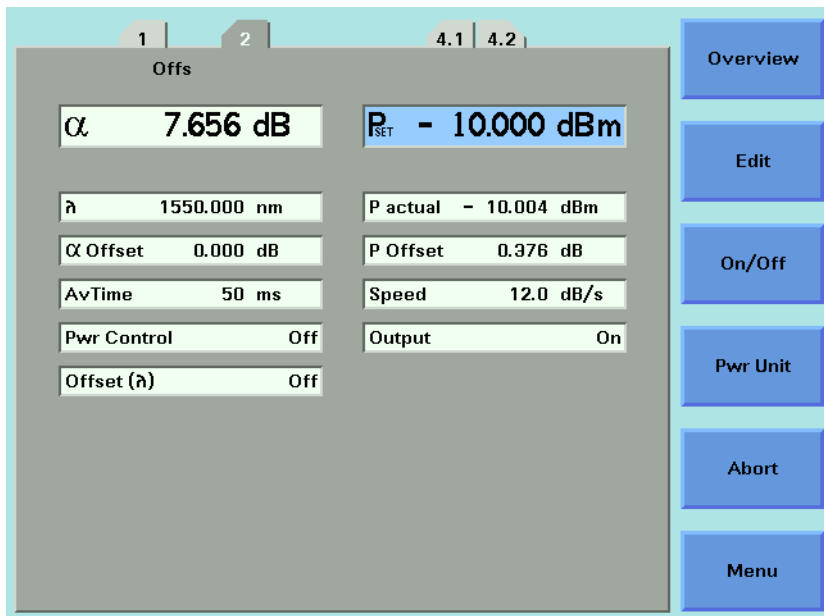 1 2 4.1 4.2
Offs
α 7.656 dB
PSET - 10.000 dBm
λ 1550.000 nm
P actual - 10.004 dBm
α Offset 0.000 dB
P Offset 0.376 dB
AvTime 50 ms
Speed 12.0 dB/s
Pwr Control Off
Output On
Offset (λ) Off
Overview
Edit
On/Off
Pwr Unit
Abort
Menu